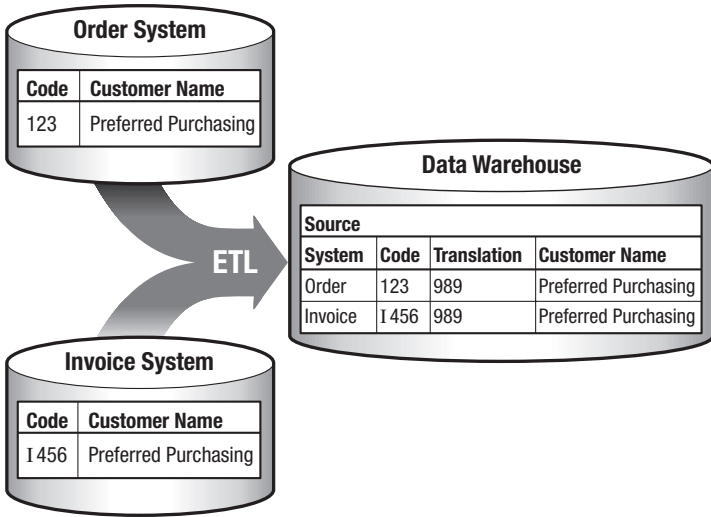 Order System
Code Customer Name
123 Preferred Purchasing
Data Warehouse
Source
System Code Translation Customer Name
Order 123 989 Preferred Purchasing
Invoice I456 989 Preferred Purchasing
ETL
Invoice System
Code Customer Name
I456 Preferred Purchasing